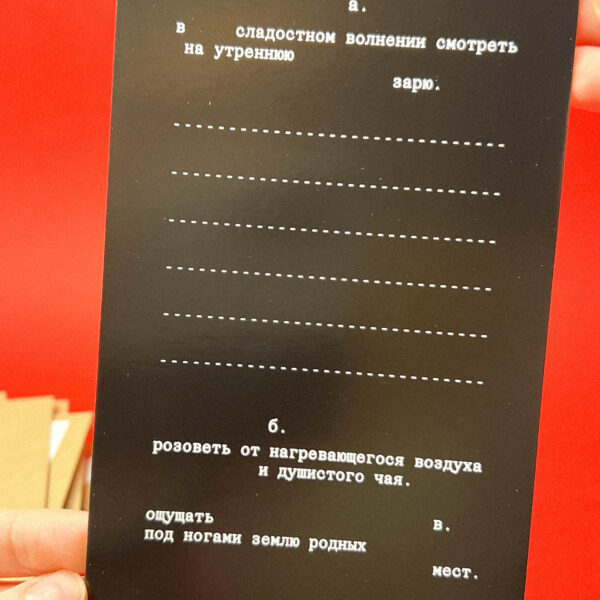 а.
в сладостном волнении смотреть
на утреннюю
зарю.
б.
розоветь от нагревающегося воздуха
и душистого чая.
в.
ощущать
под ногами землю родных
мест.